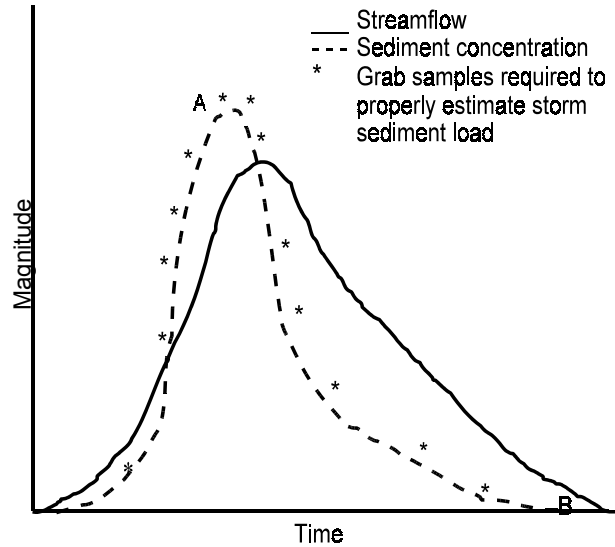 Streamflow
Sediment concentration
* Grab samples required to
properly estimate storm
sediment load
A
Magnitude
B
Time